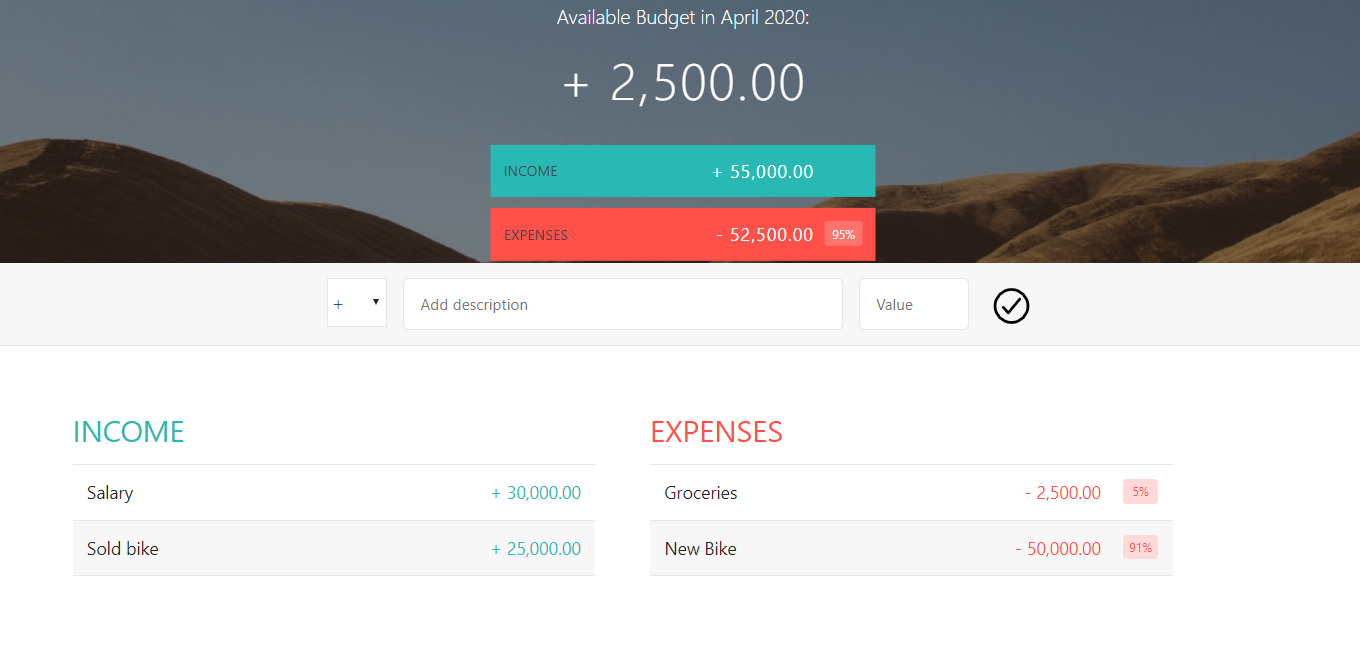 Available Budget in April 2020:
+ 2,500.00
INCOME + 55,000.00
EXPENSES - 52,500.00 95%
+ Add description Value
INCOME
Salary + 30,000.00
Sold bike + 25,000.00
EXPENSES
Groceries - 2,500.00 5%
New Bike - 50,000.00 91%